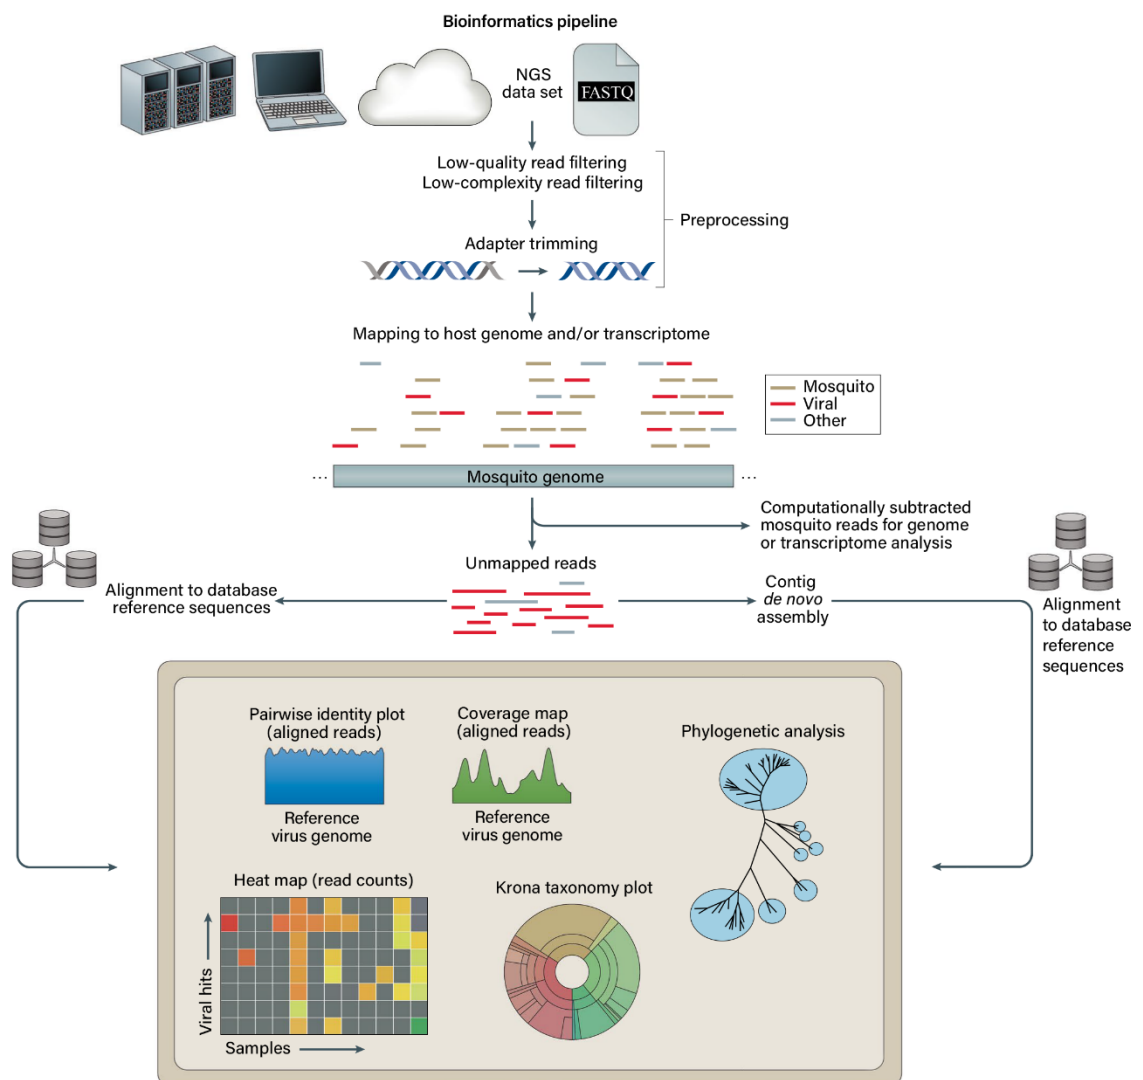 Bioinformatics pipeline
NGS
data set
FASTQ
Low-quality read filtering
Low-complexity read filtering
Preprocessing
Adapter trimming
Mapping to host genome and/or transcriptome
Mosquito
Viral
Other
... Mosquito genome ...
Computationally subtracted
mosquito reads for genome
or transcriptome analysis
Unmapped reads
Alignment to database
reference sequences
Contig
de novo
assembly
Alignment
to database
reference
sequences
Pairwise identity plot
(aligned reads)
Reference
virus genome
Coverage map
(aligned reads)
Reference
virus genome
Phylogenetic analysis
Heat map (read counts)
Viral hits
Samples
Krona taxonomy plot